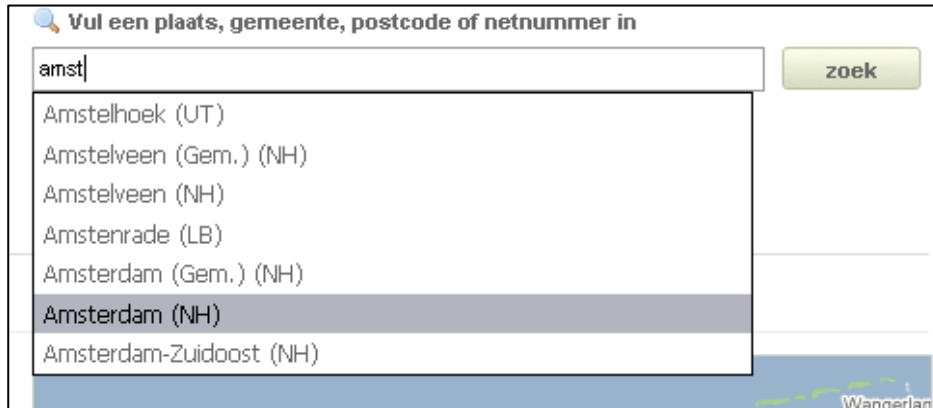 Vul een plaats, gemeente, postcode of netnummer in
amst
zoek
Amstelhoek (UT)
Amstelveen (Gem.) (NH)
Amstelveen (NH)
Amstenrade (LB)
Amsterdam (Gem.) (NH)
Amsterdam (NH)
Amsterdam-Zuidoost (NH)